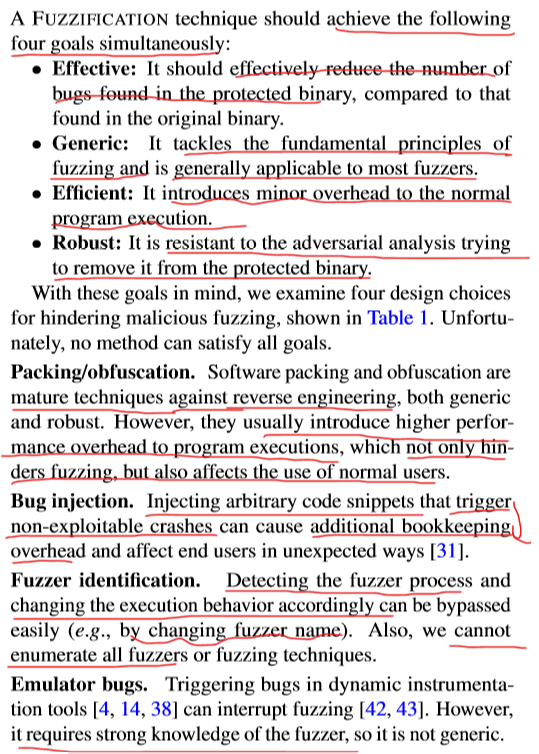 A FUZZIFICATION technique should achieve the following
four goals simultaneously:
• Effective: It should effectively reduce the number of
bugs found in the protected binary, compared to that
found in the original binary.
• Generic: It tackles the fundamental principles of
fuzzing and is generally applicable to most fuzzers.
• Efficient: It introduces minor overhead to the normal
program execution.
• Robust: It is resistant to the adversarial analysis trying
to remove it from the protected binary.
With these goals in mind, we examine four design choices
for hindering malicious fuzzing, shown in Table 1. Unfortu-
nately, no method can satisfy all goals.
Packing/obfuscation. Software packing and obfuscation are
mature techniques against reverse engineering, both generic
and robust. However, they usually introduce higher perfor-
mance overhead to program executions, which not only hin-
ders fuzzing, but also affects the use of normal users.
Bug injection. Injecting arbitrary code snippets that trigger
non-exploitable crashes can cause additional bookkeeping
overhead and affect end users in unexpected ways [31].
Fuzzer identification. Detecting the fuzzer process and
changing the execution behavior accordingly can be bypassed
easily (e.g., by changing fuzzer name). Also, we cannot
enumerate all fuzzers or fuzzing techniques.
Emulator bugs. Triggering bugs in dynamic instrumenta-
tion tools [4, 14, 38] can interrupt fuzzing [42, 43]. However,
it requires strong knowledge of the fuzzer, so it is not generic.